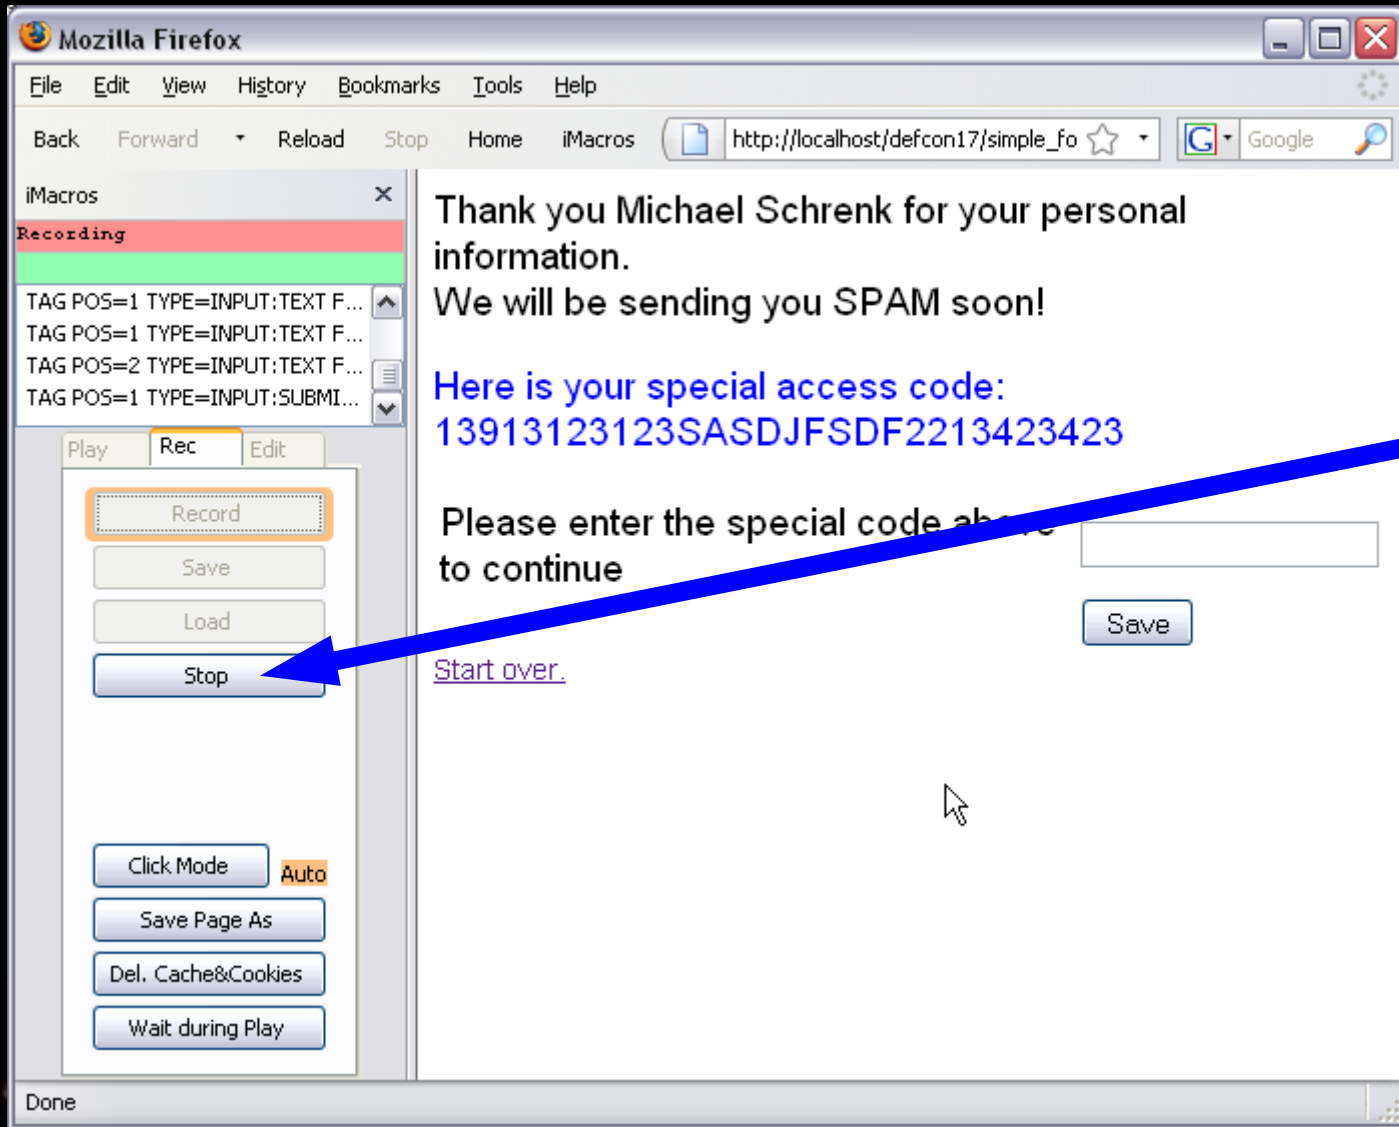 Mozilla Firefox
File Edit View History Bookmarks Tools Help
Back Forward Reload Stop Home iMacros http://localhost/defcon17/simple_fo Google
iMacros
Recording
TAG POS=1 TYPE=INPUT:TEXT F...
TAG POS=1 TYPE=INPUT:TEXT F...
TAG POS=2 TYPE=INPUT:TEXT F...
TAG POS=1 TYPE=INPUT:SUBMI...
Play Rec Edit
Record
Save
Load
Stop
Click Mode Auto
Save Page As
Del. Cache&Cookies
Wait during Play
Thank you Michael Schrenk for your personal
information.
We will be sending you SPAM soon!
Here is your special access code:
13913123123SASDJFSDF2213423423
Please enter the special code above
to continue
Save
Start over.
Done